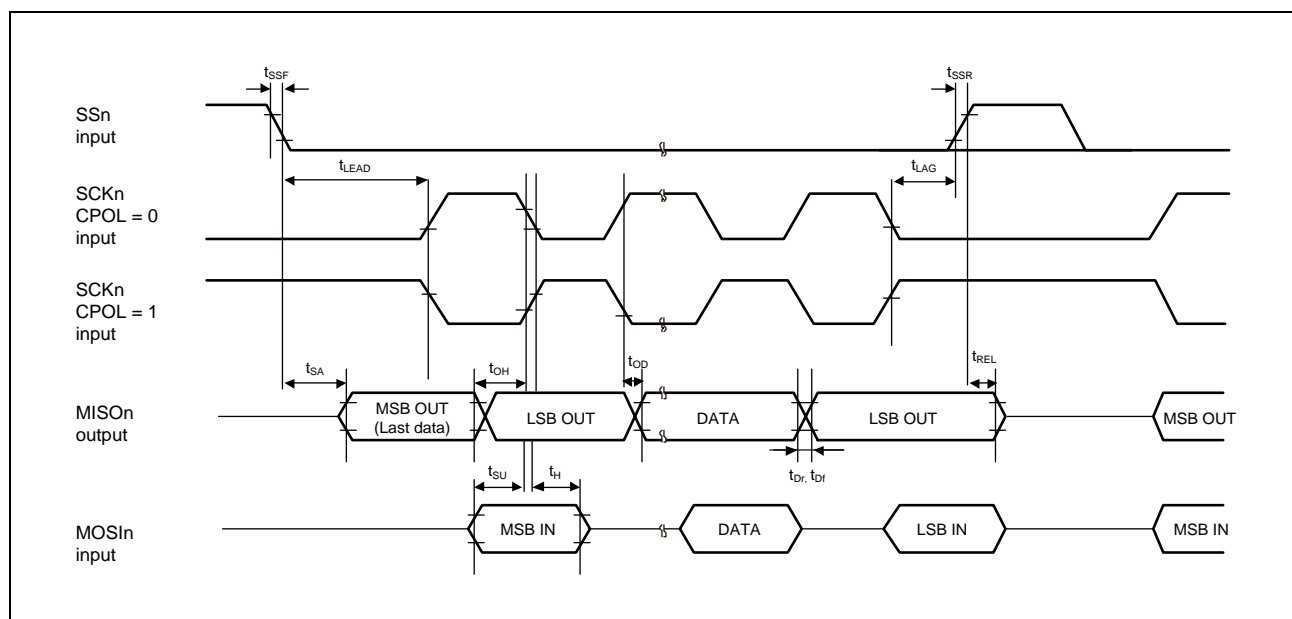 tSSF
tSSR
SSn
input
tLEAD
tLAG
SCKn
CPOL = 0
input
SCKn
CPOL = 1
input
tSA
tOH
tOD
tREL
MISOn
output
MSB OUT
(Last data)
LSB OUT
DATA
LSB OUT
MSB OUT
tSU
tH
tDr, tDf
MOSIn
input
MSB IN
DATA
LSB IN
MSB IN